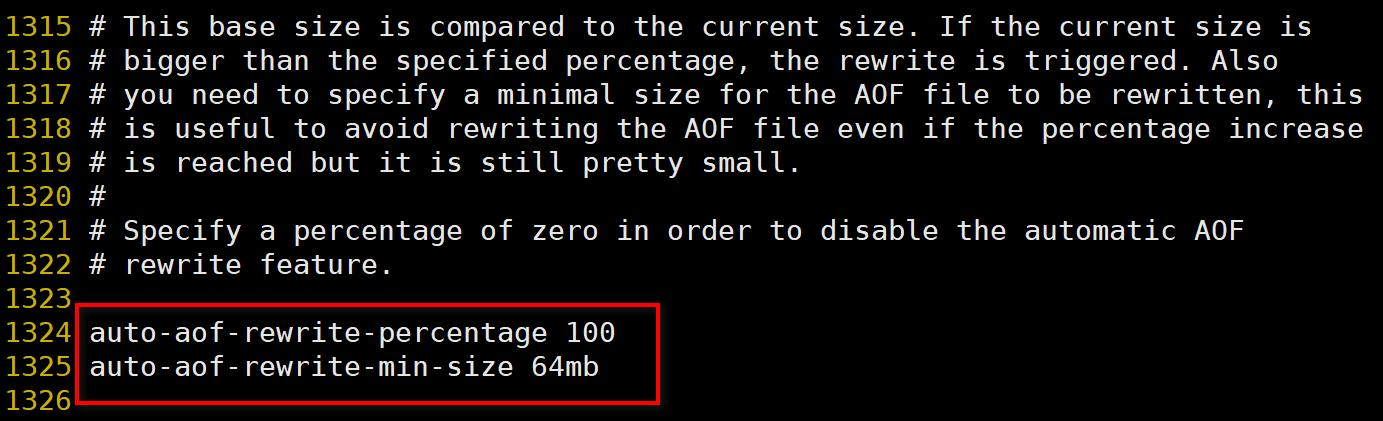 1315 # This base size is compared to the current size. If the current size is
1316 # bigger than the specified percentage, the rewrite is triggered. Also
1317 # you need to specify a minimal size for the AOF file to be rewritten, this
1318 # is useful to avoid rewriting the AOF file even if the percentage increase
1319 # is reached but it is still pretty small.
1320 #
1321 # Specify a percentage of zero in order to disable the automatic AOF
1322 # rewrite feature.
1323
1324 auto-aof-rewrite-percentage 100
1325 auto-aof-rewrite-min-size 64mb
1326